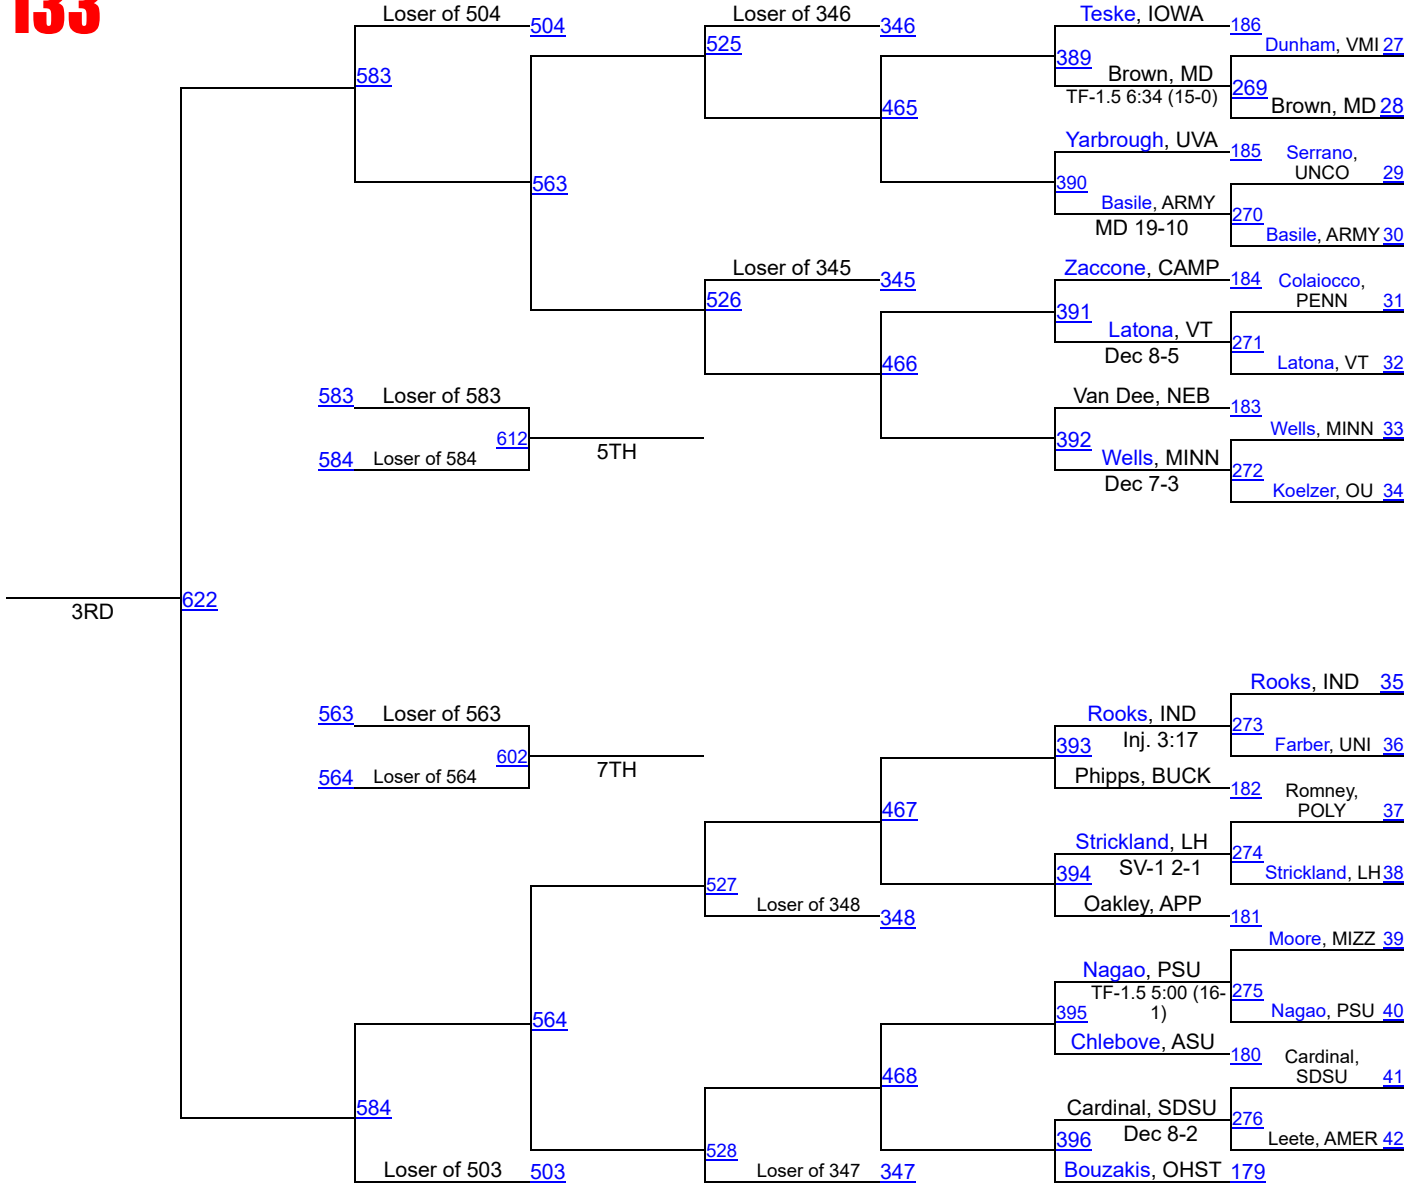 133
Loser of 504 504
Loser of 346 346
Teske, IOWA
186
Dunham, VMI 27
525
389
583
Brown, MD
TF-1.5 6:34 (15-0)
269
Brown, MD 28
465
Yarbrough, UVA
185
Serrano,
UNCO 29
563
390
Basile, ARMY
MD 19-10
270
Basile, ARMY 30
Loser of 345 345
Zaccone, CAMP
184
Colaiocco,
PENN 31
526
391
Latona, VT
Dec 8-5
271
Latona, VT 32
466
583 Loser of 583
Van Dee, NEB
183
Wells, MINN 33
612
5TH
392
584 Loser of 584
Wells, MINN
Dec 7-3
272
Koelzer, OU 34
622
3RD
Rooks, IND 35
563 Loser of 563
Rooks, IND
Inj. 3:17
273
393
Farber, UNI 36
602
7TH
564 Loser of 564
Phipps, BUCK
182
Romney,
POLY 37
467
Strickland, LH
SV-1 2-1
274
394
Strickland, LH 38
527
Loser of 348 348
Oakley, APP
181
Moore, MIZZ 39
Nagao, PSU
TF-1.5 5:00 (16-
1)
275
395
Nagao, PSU 40
564
Chlebove, ASU
180
Cardinal,
SDSU 41
468
584
Cardinal, SDSU
Dec 8-2
276
396
Leete, AMER 42
528
Loser of 503 503
Loser of 347 347
Bouzakis, OHST 179